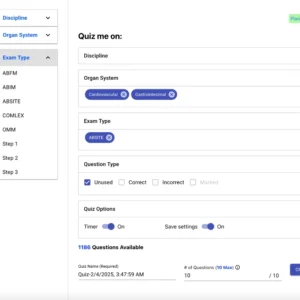 Discipline
Organ System
Exam Type
ABFM
ABIM
ABSITE
COMLEX
OMM
Step 1
Step 2
Step 3
Quiz me on:
Discipline
Organ System
Cardiovascular
Gastrointestinal
Exam Type
ABSITE
Question Type
Unused Correct Incorrect Marked
Quiz Options
Timer On Save settings On
1186 Questions Available
Quiz Name (Required)
Quiz-2/4/2025, 3:47:59 AM
# of Questions (10 Max)
10 / 10